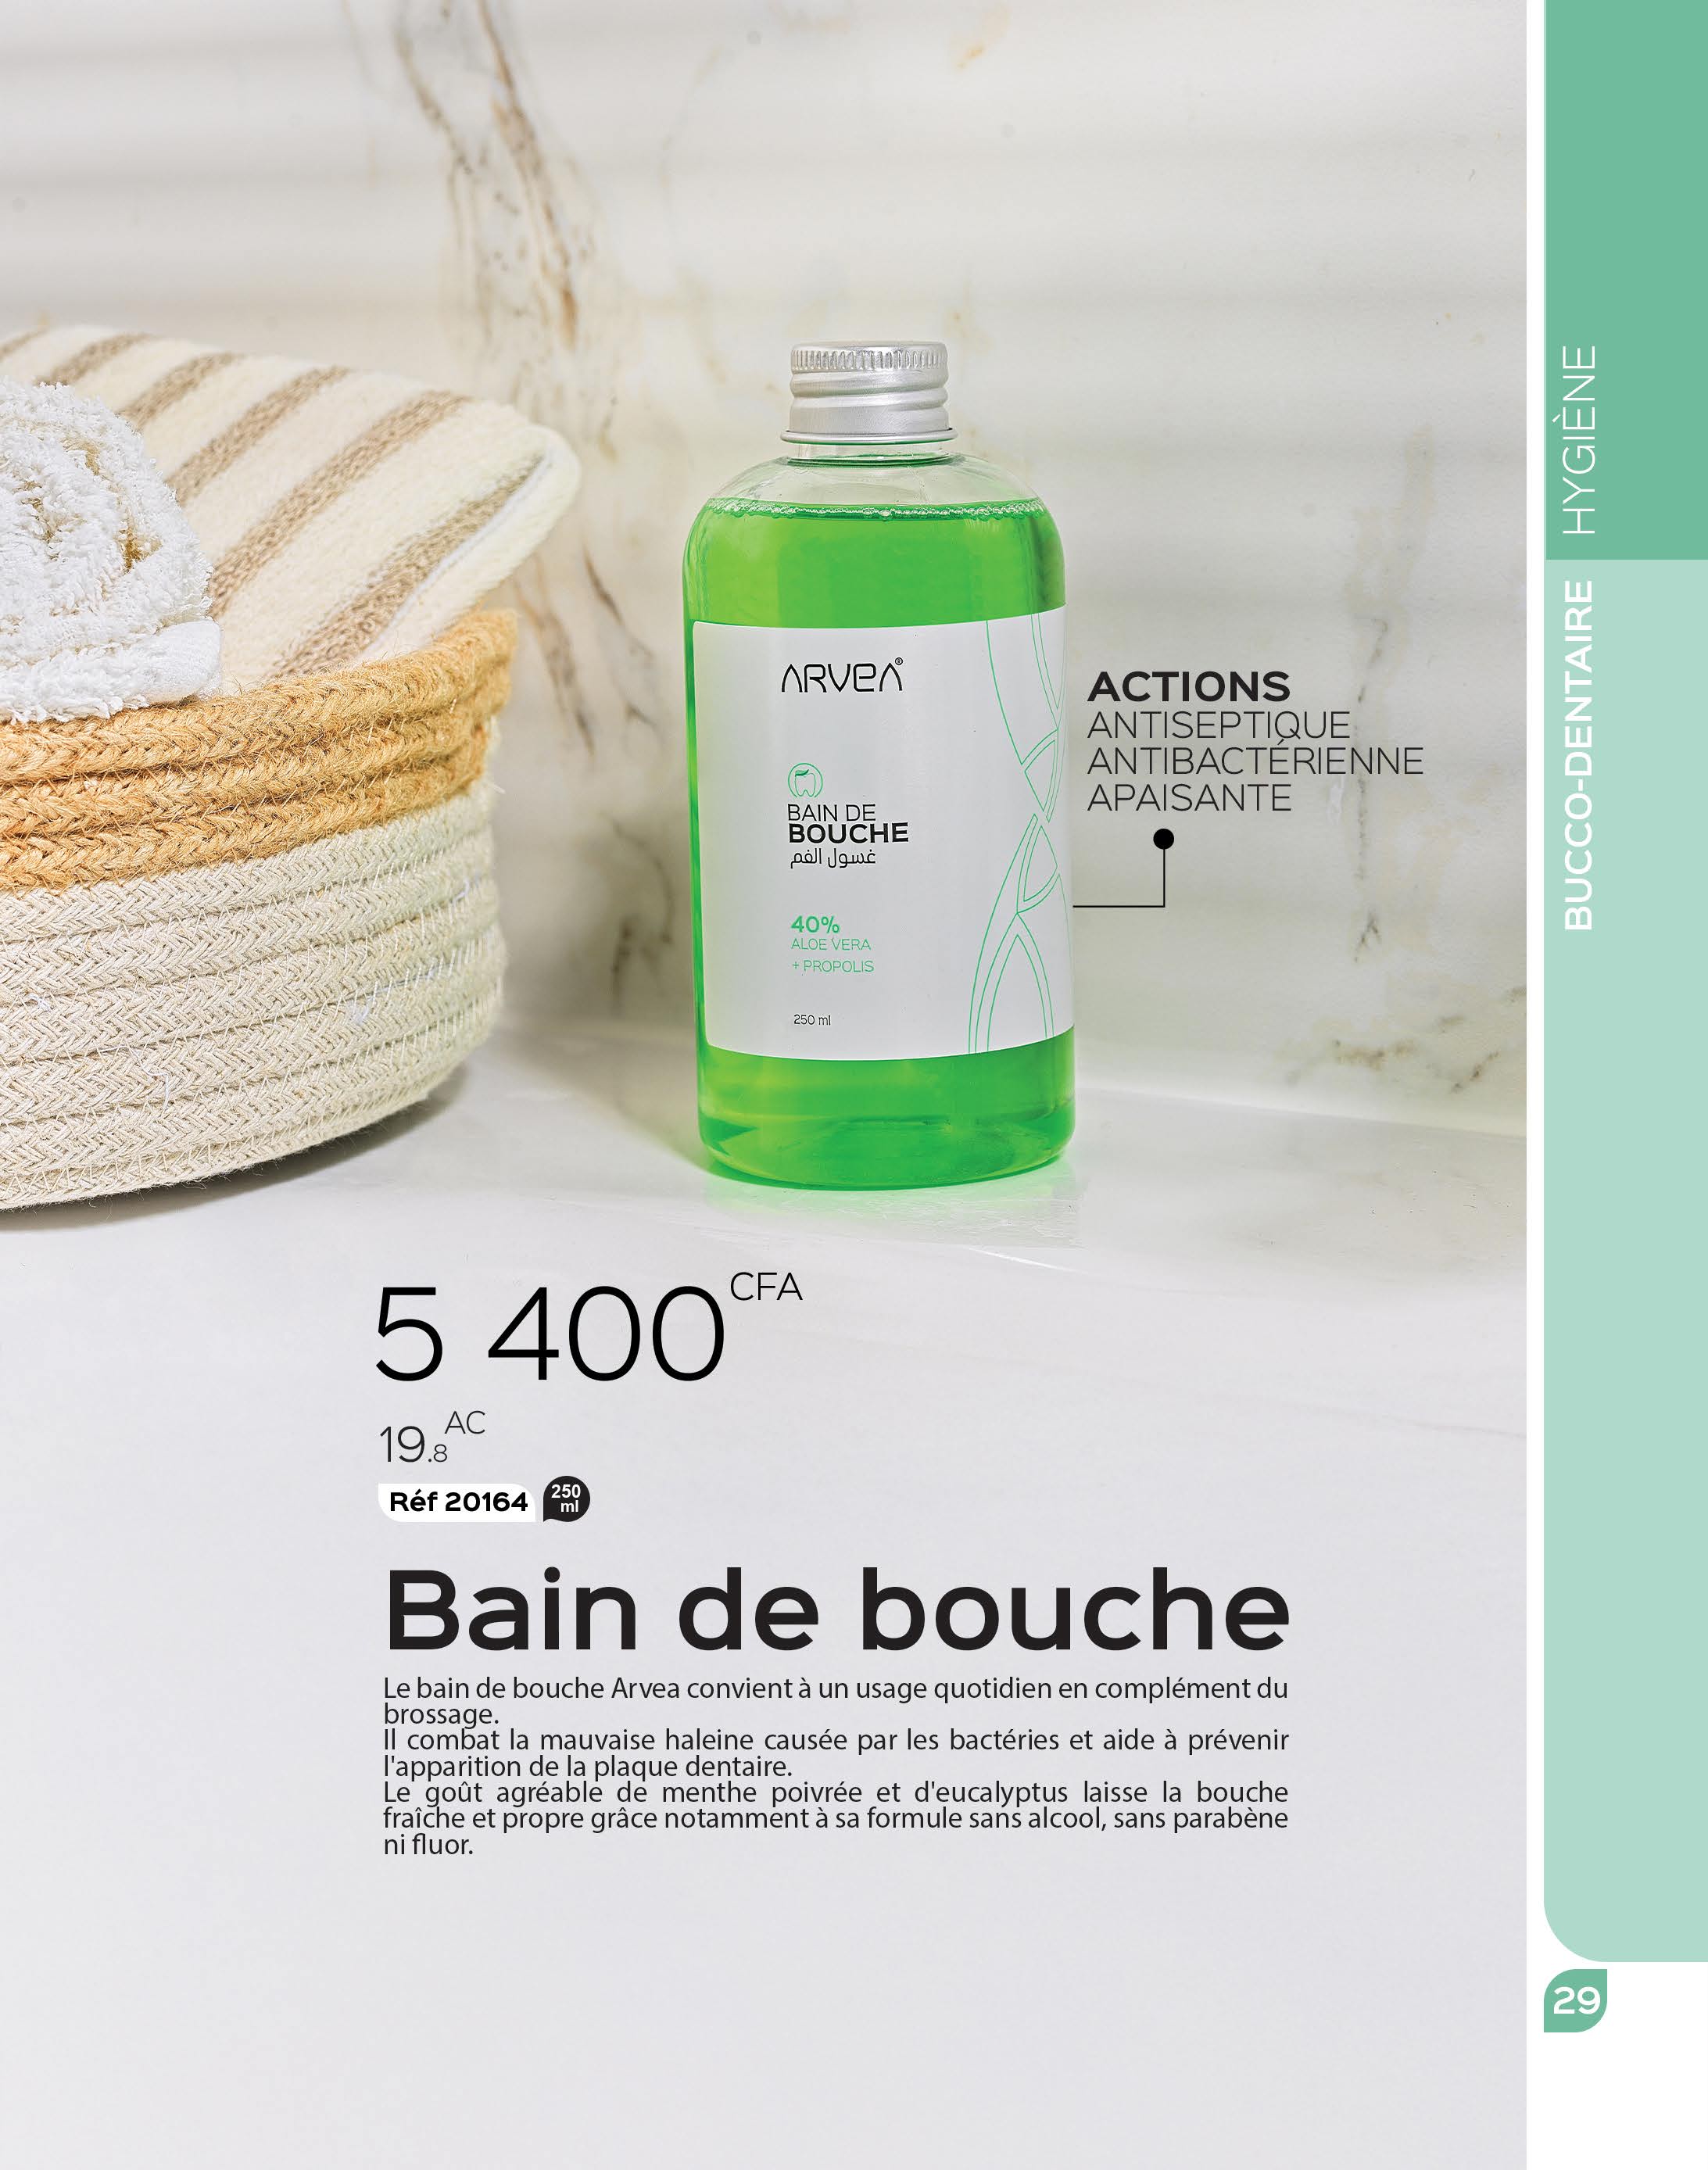 HYGIÈNE
BUCCO-DENTAIRE
ARVEA®
BAIN DE
BOUCHE
غسول الفم
40%
ALOE VERA
+ PROPOLIS
250 ml
ACTIONS
ANTISEPTIQUE
ANTIBACTÉRIENNE
APAISANTE
5 400 CFA
19.8 AC
Réf 20164
250
ml
Bain de bouche
Le bain de bouche Arvea convient à un usage quotidien en complément du
brossage.
Il combat la mauvaise haleine causée par les bactéries et aide à prévenir
l'apparition de la plaque dentaire.
Le goût agréable de menthe poivrée et d'eucalyptus laisse la bouche
fraîche et propre grâce notamment à sa formule sans alcool, sans parabène
ni fluor.
29